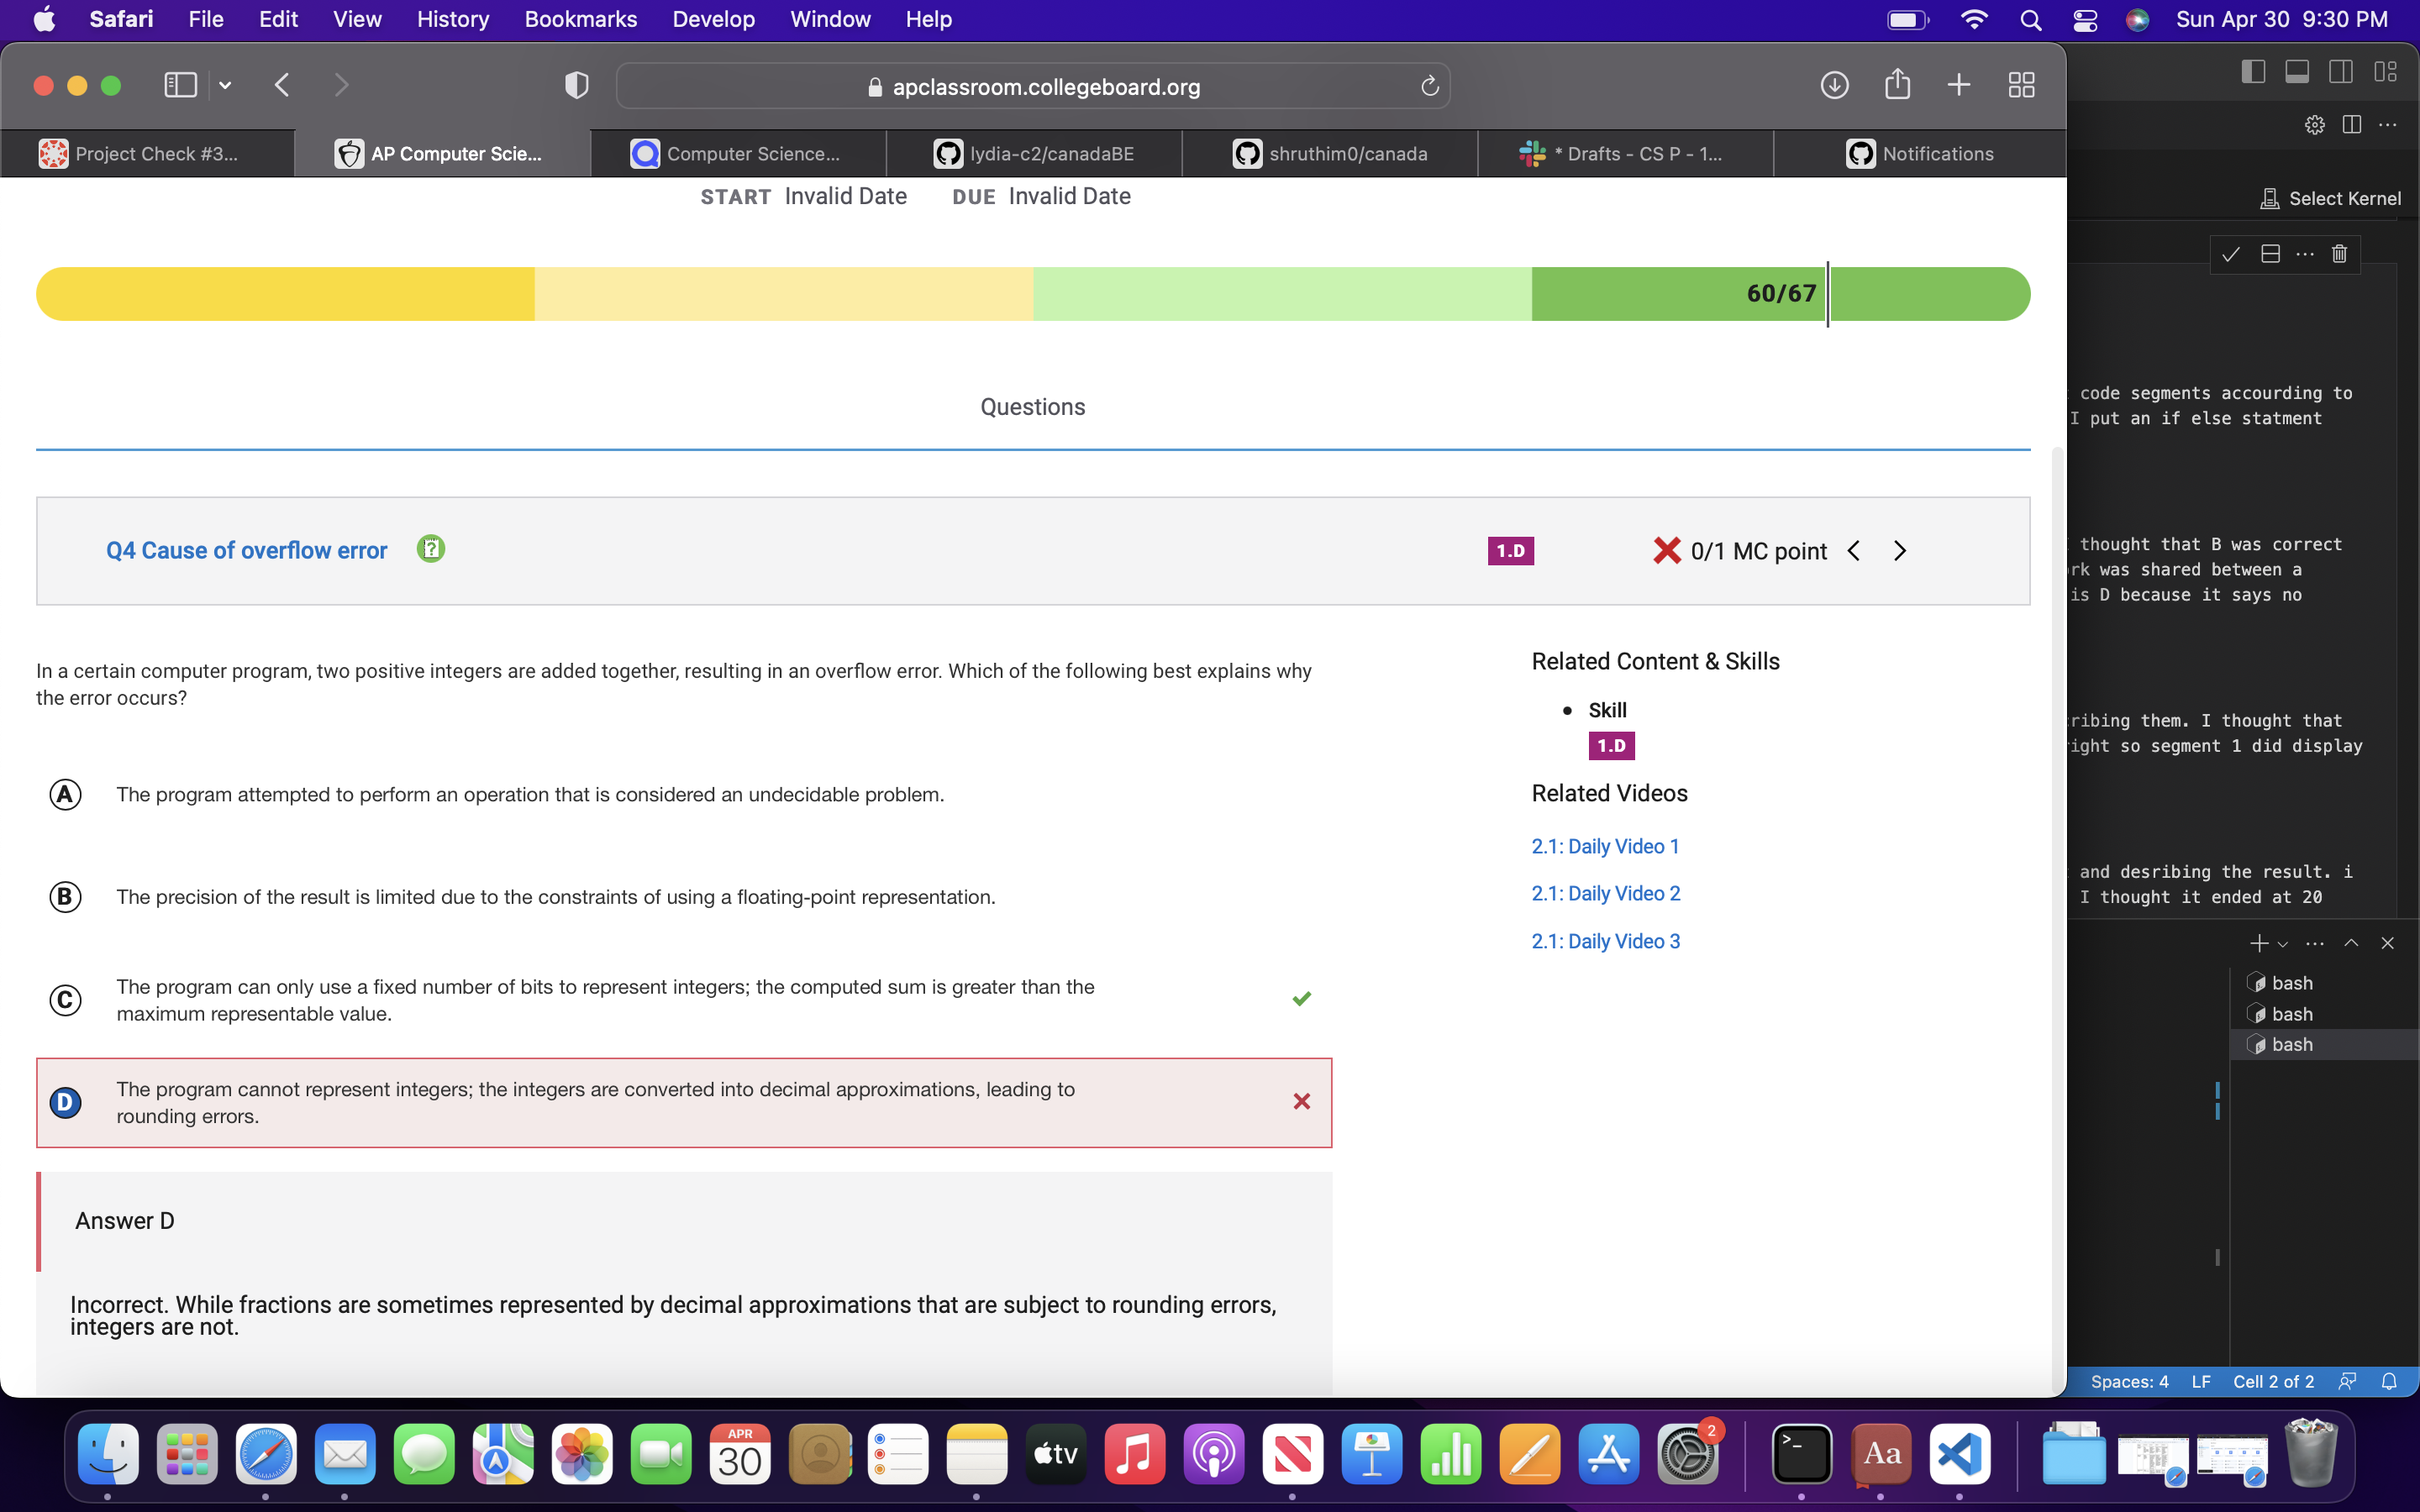 Safari File Edit View History Bookmarks Develop Window Help
Sun Apr 30 9:30 PM
apclassroom.collegeboard.org
Project Check #3...
AP Computer Scie...
Computer Science...
lydia-c2/canadaBE
shruthim0/canada
* Drafts - CS P - 1...
Notifications
START Invalid Date DUE Invalid Date
60/67
Questions
Q4 Cause of overflow error
1.D
0/1 MC point
In a certain computer program, two positive integers are added together, resulting in an overflow error. Which of the following best explains why
the error occurs?
A The program attempted to perform an operation that is considered an undecidable problem.
B The precision of the result is limited due to the constraints of using a floating-point representation.
C The program can only use a fixed number of bits to represent integers; the computed sum is greater than the
maximum representable value.
D The program cannot represent integers; the integers are converted into decimal approximations, leading to
rounding errors.
Answer D
Incorrect. While fractions are sometimes represented by decimal approximations that are subject to rounding errors,
integers are not.
Related Content & Skills
• Skill
1.D
Related Videos
2.1: Daily Video 1
2.1: Daily Video 2
2.1: Daily Video 3
Select Kernel
code segments accourding to
I put an if else statment
thought that B was correct
rk was shared between a
is D because it says no
ribing them. I thought that
ight so segment 1 did display
and desribing the result. i
I thought it ended at 20
bash
bash
bash
Spaces: 4 LF Cell 2 of 2
APR
30
tv
2
>_
Aa